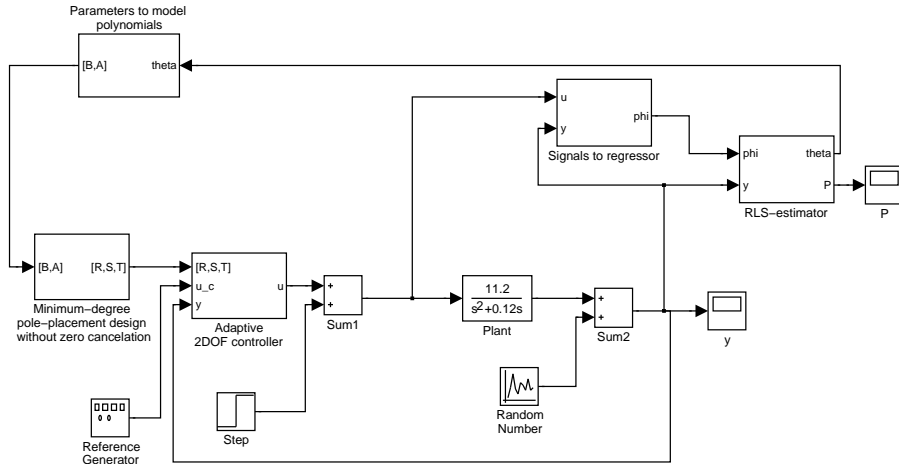 Parameters to model
polynomials
[B,A]
theta
u
y
phi
Signals to regressor
phi
y
theta
P
RLS−estimator
P
[B,A]
[R,S,T]
Minimum−degree
pole−placement design
without zero cancelation
[R,S,T]
u_c
y
u
Adaptive
2DOF controller
+
+
Sum1
11.2
s2+0.12s
Plant
+
+
Sum2
y
Reference
Generator
Step
Random
Number